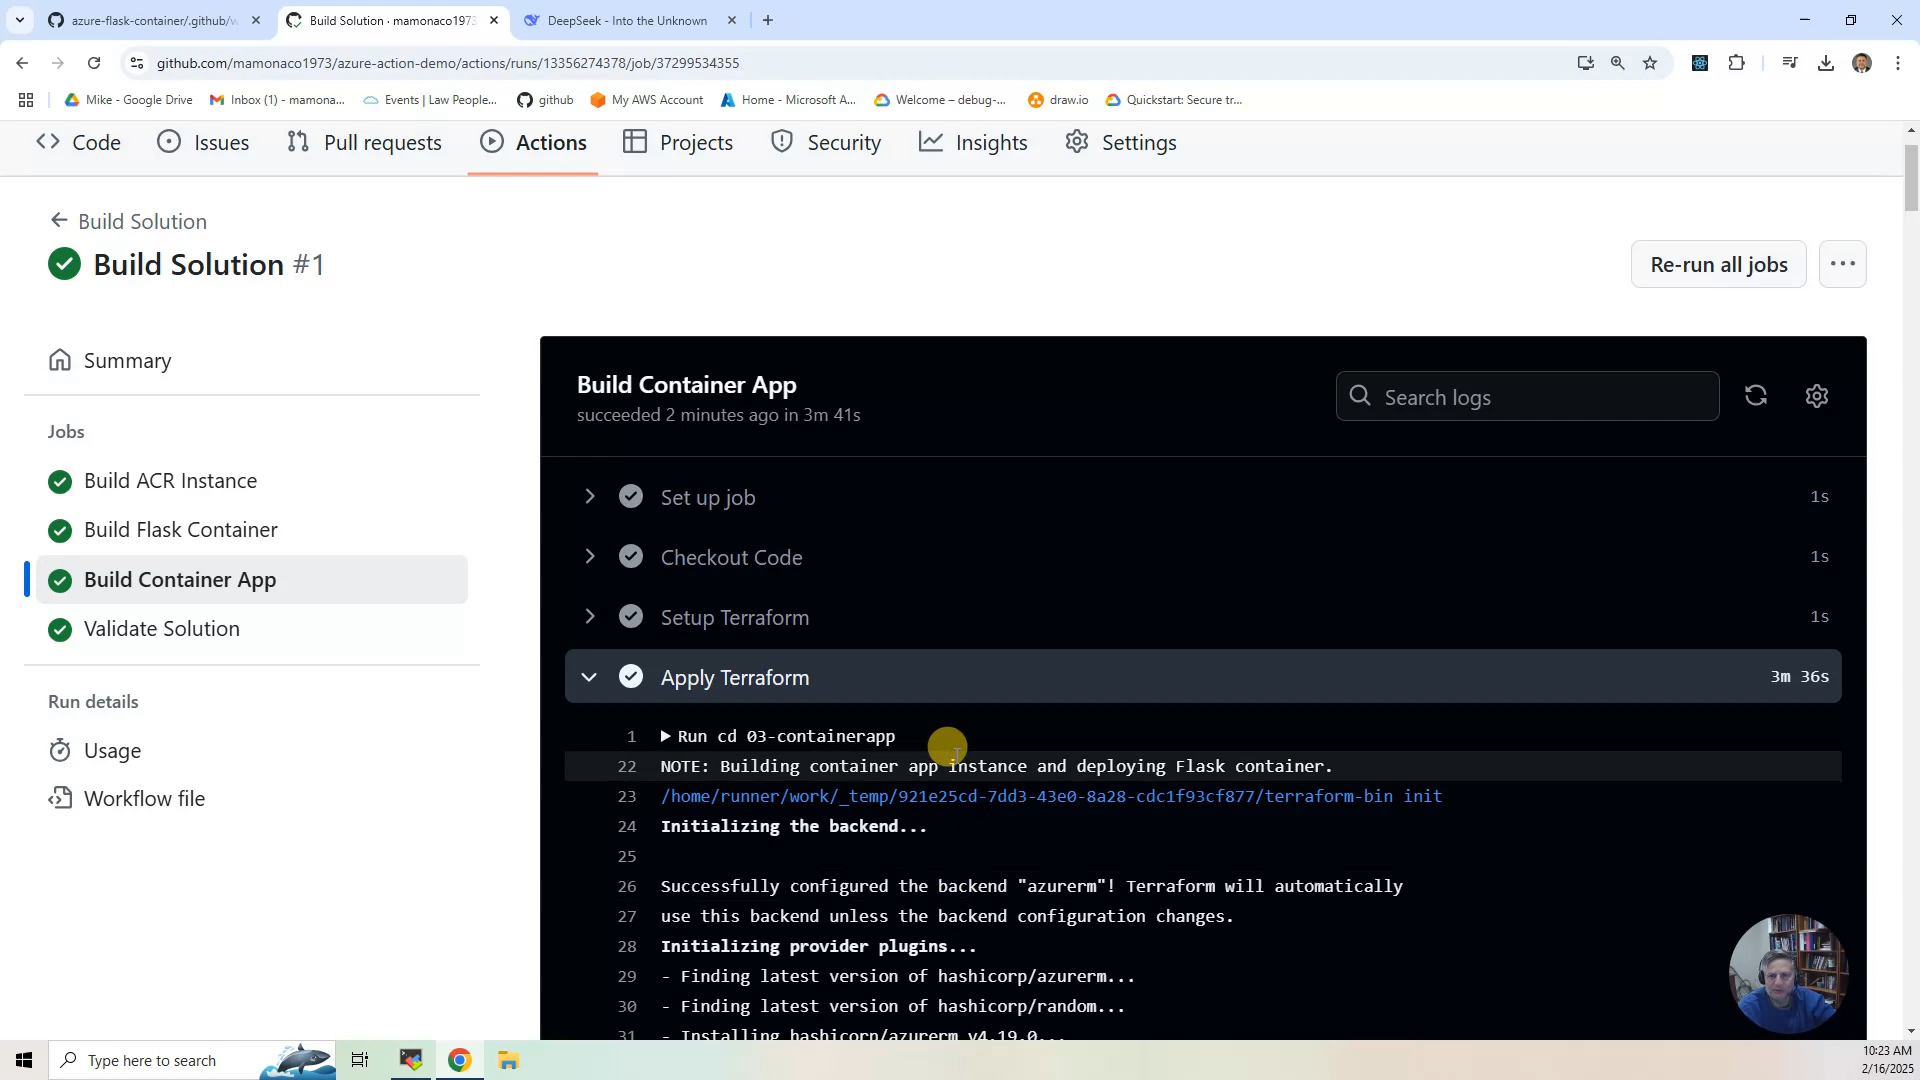 azure-flask-container/.github/w
Build Solution · mamonaco1973
DeepSeek - Into the Unknown
github.com/mamonaco1973/azure-action-demo/actions/runs/13356274378/job/37299534355
Mike - Google Drive
Inbox (1) - mamona...
Events | Law People...
github
My AWS Account
Home - Microsoft A...
Welcome – debug-...
draw.io
Quickstart: Secure tr...
Code
Issues
Pull requests
Actions
Projects
Security
Insights
Settings
Build Solution
Build Solution #1
Re-run all jobs
Summary
Jobs
Build ACR Instance
Build Flask Container
Build Container App
Validate Solution
Run details
Usage
Workflow file
Build Container App
succeeded 2 minutes ago in 3m 41s
Search logs
Set up job 1s
Checkout Code 1s
Setup Terraform 1s
Apply Terraform 3m 36s
1 Run cd 03-containerapp
22 NOTE: Building container app instance and deploying Flask container.
23 /home/runner/work/_temp/921e25cd-7dd3-43e0-8a28-cdc1f93cf877/terraform-bin init
24 Initializing the backend...
25
26 Successfully configured the backend "azurerm"! Terraform will automatically
27 use this backend unless the backend configuration changes.
28 Initializing provider plugins...
29 - Finding latest version of hashicorp/azurerm...
30 - Finding latest version of hashicorp/random...
31 - Installing hashicorp/azurerm v4.19.0...
Type here to search
10:23 AM
2/16/2025